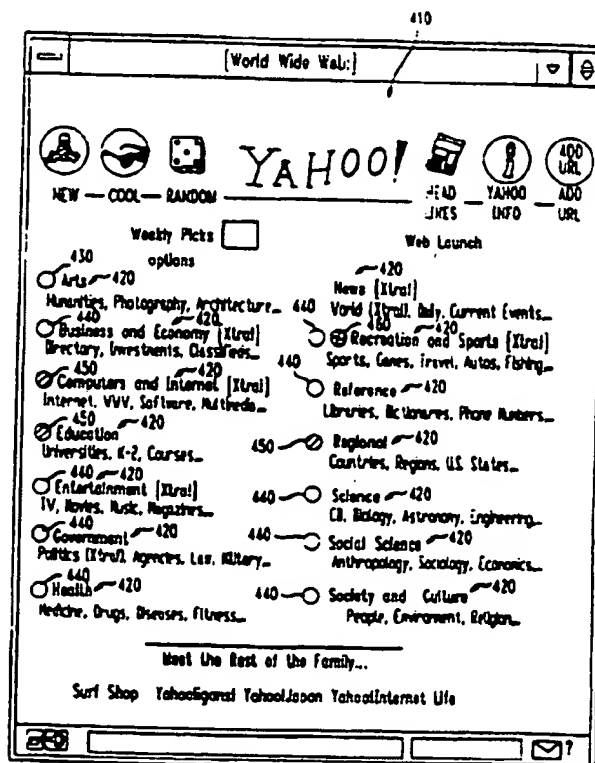 410
[World Wide Web:]
YAHOO!
ADD URL
NEW — COOL — RANDOM
HEAD LIKES — YAHOO INFO — ADD URL
Weekly Picks
Web Launch
options
430
Arts 420
Humanities, Photography, Architecture...
440
Business and Economy [Xtra!] 420
Directory, Investments, Classifieds...
450
Computers and Internet [Xtra!] 420
Internet, WWW, Software, Multimedia...
450
Education 420
Universities, K-2, Courses...
440
Entertainment [Xtra!] 420
TV, Movies, Music, Magazines...
440
Government 420
Politics [Xtra!], Agencies, Law, Military...
440
Health 420
Medicine, Drugs, Diseases, Fitness...
420
News [Xtra!]
World [Xtra!], Daily, Current Events...
440 460 420
Recreation and Sports [Xtra!]
Sports, Games, Travel, Autos, Fishing...
440
Reference 420
Libraries, Dictionaries, Phone Numbers...
450 Regional 420
Countries, Regions, U.S. States...
440 Science 420
CS, Biology, Astronomy, Engineering...
440 Social Science 420
Anthropology, Sociology, Economics...
440 Society and Culture 420
People, Environment, Religion...
Meet the Rest of the Family...
Surf Shop Yahooligans! Yahoo!Japan Yahoo!Internet Life
?